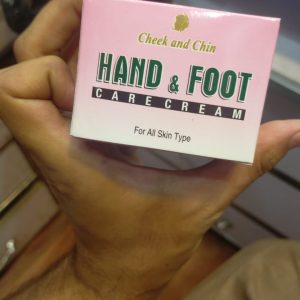 Cheek and Chin
HAND & FOOT
CARE CREAM
For All Skin Type